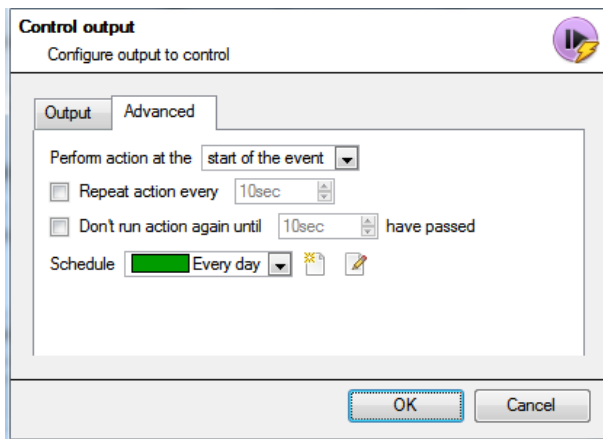 Control output
Configure output to control
Output Advanced
Perform action at the start of the event
Repeat action every 10sec
Don't run action again until 10sec have passed
Schedule Every day
OK Cancel